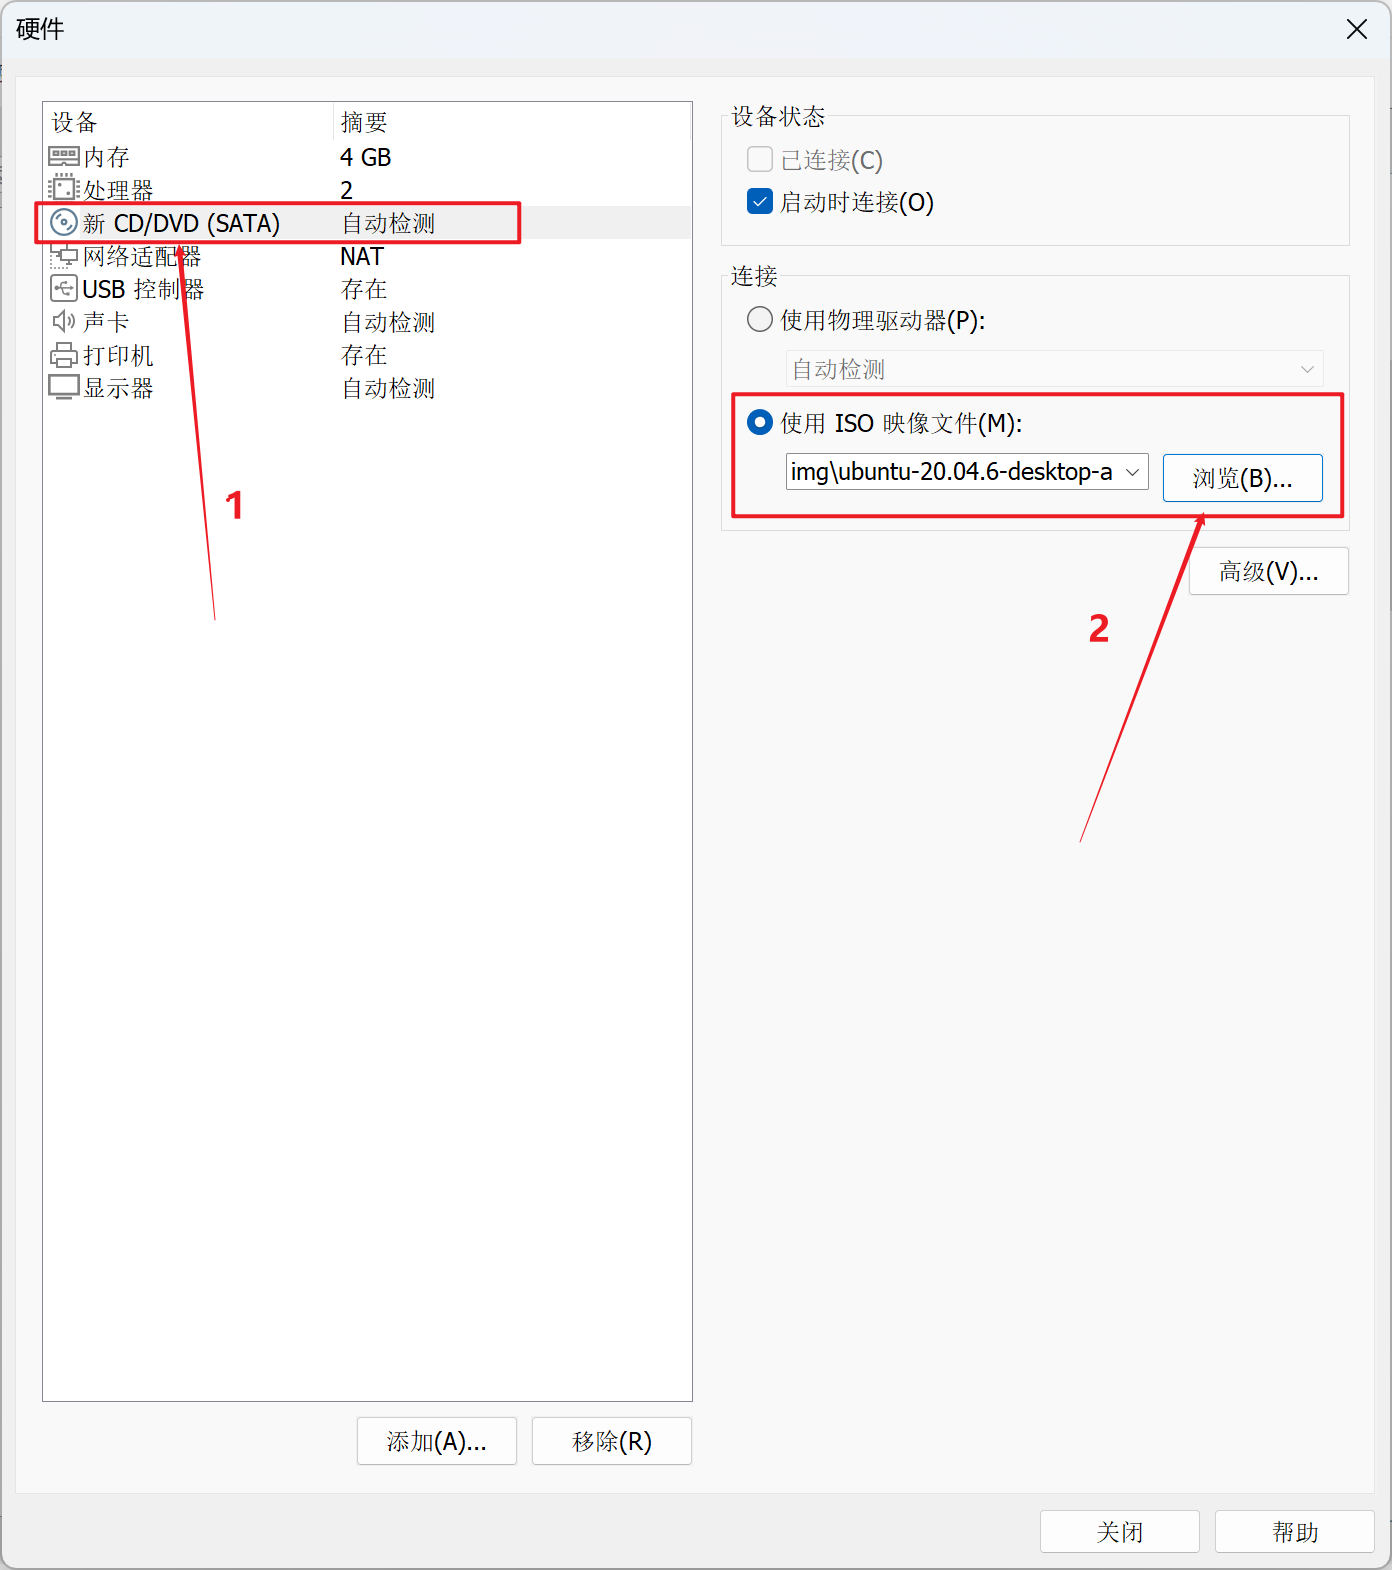 硬件
设备 摘要
内存 4 GB
处理器 2
新 CD/DVD (SATA) 自动检测
网络适配器 NAT
USB 控制器 存在
声卡 自动检测
打印机 存在
显示器 自动检测
1
添加(A)...
移除(R)
设备状态
已连接(C)
启动时连接(O)
连接
使用物理驱动器(P):
自动检测
使用 ISO 映像文件(M):
img\ubuntu-20.04.6-desktop-a
浏览(B)...
高级(V)...
2
关闭
帮助